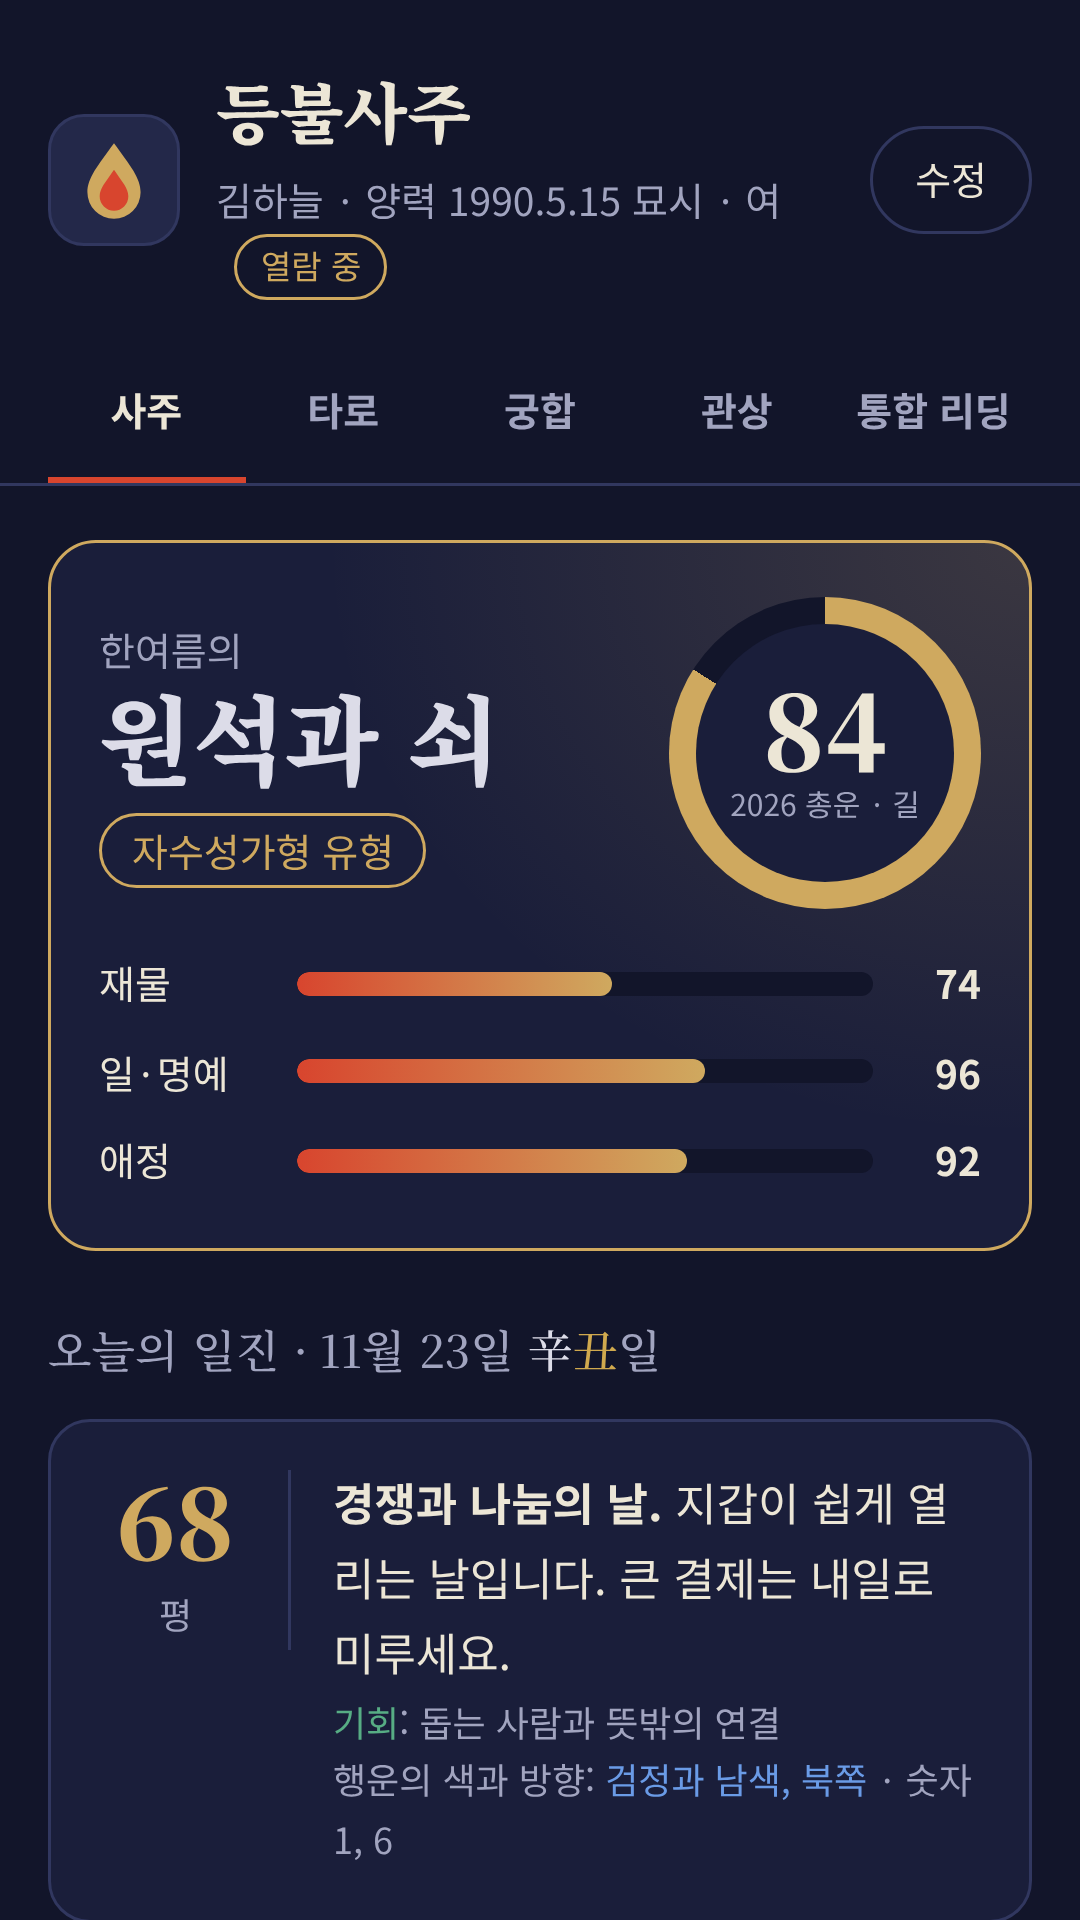 등불사주
김하늘 · 양력 1990.5.15 묘시 · 여
열람 중
수정
사주
타로
궁합
관상
통합 리딩
한여름의
원석과 쇠
자수성가형 유형
84
2026 총운 · 길
재물 74
일·명예 96
애정 92
오늘의 일진 · 11월 23일 辛丑일
68
평
경쟁과 나눔의 날. 지갑이 쉽게 열
리는 날입니다. 큰 결제는 내일로
미루세요.
기회: 돕는 사람과 뜻밖의 연결
행운의 색과 방향: 검정과 남색, 북쪽 · 숫자
1, 6